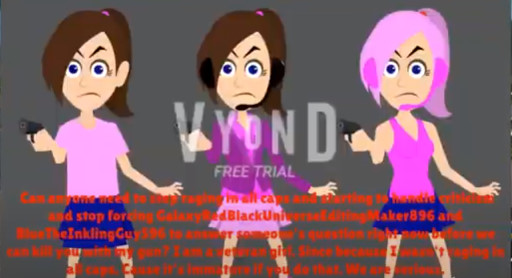 VYOND
FREE TRIAL
Can anyone need to stop raging in all caps and starting to handle criticism
and stop forcing GalaxyRedBlackUniverseEditingMaker896 and
BlueTheInklingGuy596 to answer someone's question right now before we
can kill you with my gun? I am a veteran girl. Since because I wasn't raging in
all caps. Cause it's immature if you do that. We are serious.